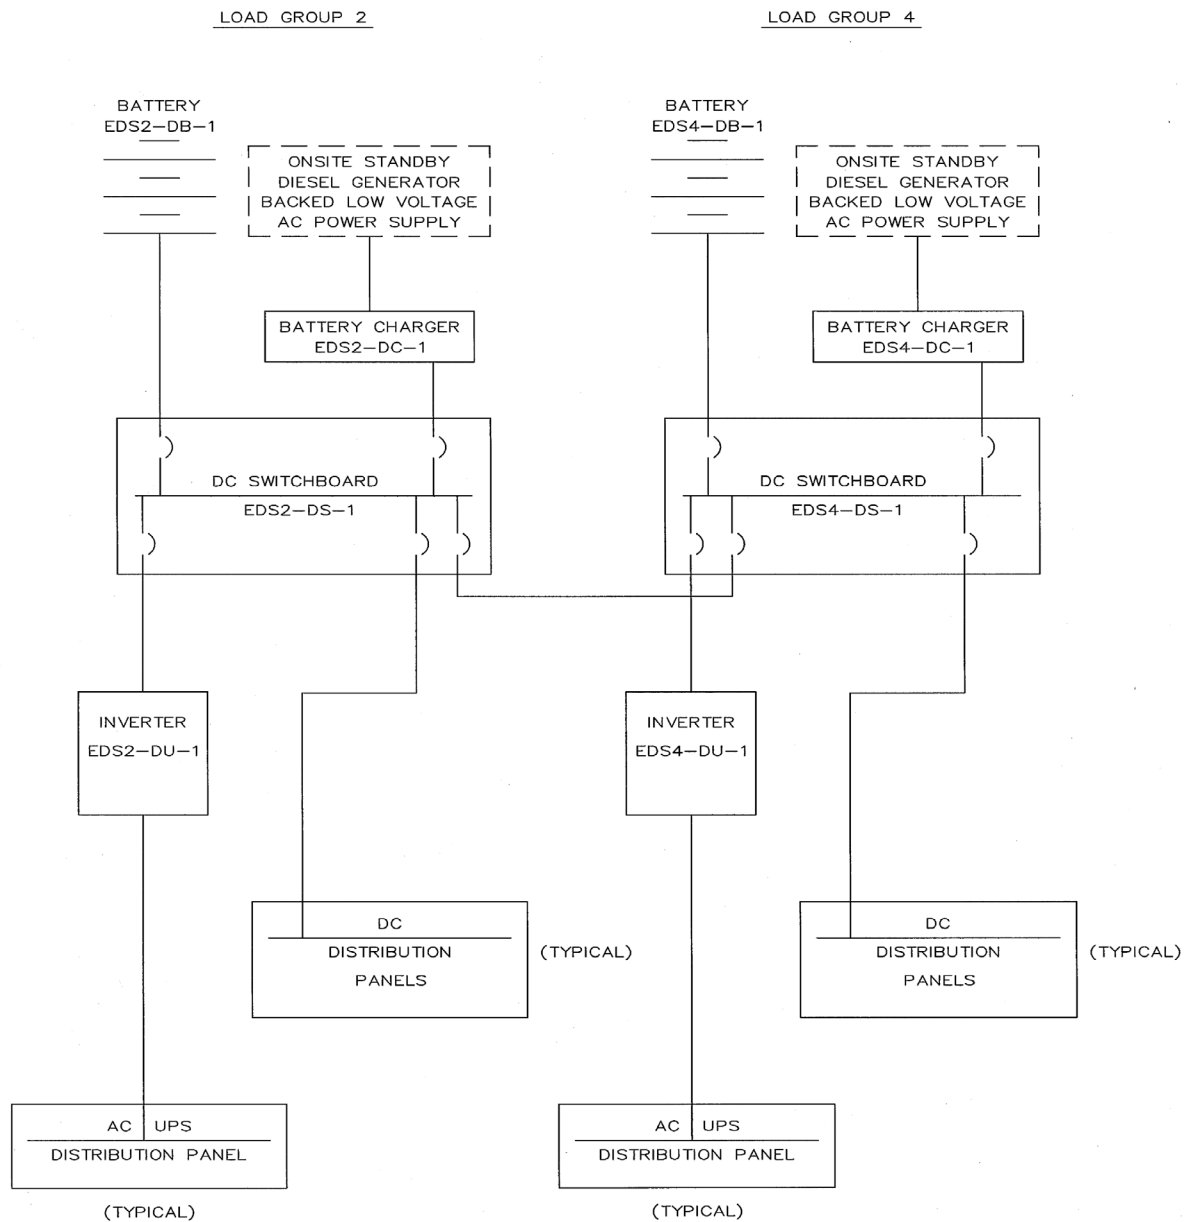 LOAD GROUP 2
LOAD GROUP 4
BATTERY
EDS2-DB-1
ONSITE STANDBY
DIESEL GENERATOR
BACKED LOW VOLTAGE
AC POWER SUPPLY
BATTERY
EDS4-DB-1
ONSITE STANDBY
DIESEL GENERATOR
BACKED LOW VOLTAGE
AC POWER SUPPLY
BATTERY CHARGER
EDS2-DC-1
BATTERY CHARGER
EDS4-DC-1
DC SWITCHBOARD
EDS2-DS-1
DC SWITCHBOARD
EDS4-DS-1
INVERTER
EDS2-DU-1
INVERTER
EDS4-DU-1
DC
DISTRIBUTION
PANELS
(TYPICAL)
DC
DISTRIBUTION
PANELS
(TYPICAL)
AC UPS
DISTRIBUTION PANEL
(TYPICAL)
AC UPS
DISTRIBUTION PANEL
(TYPICAL)